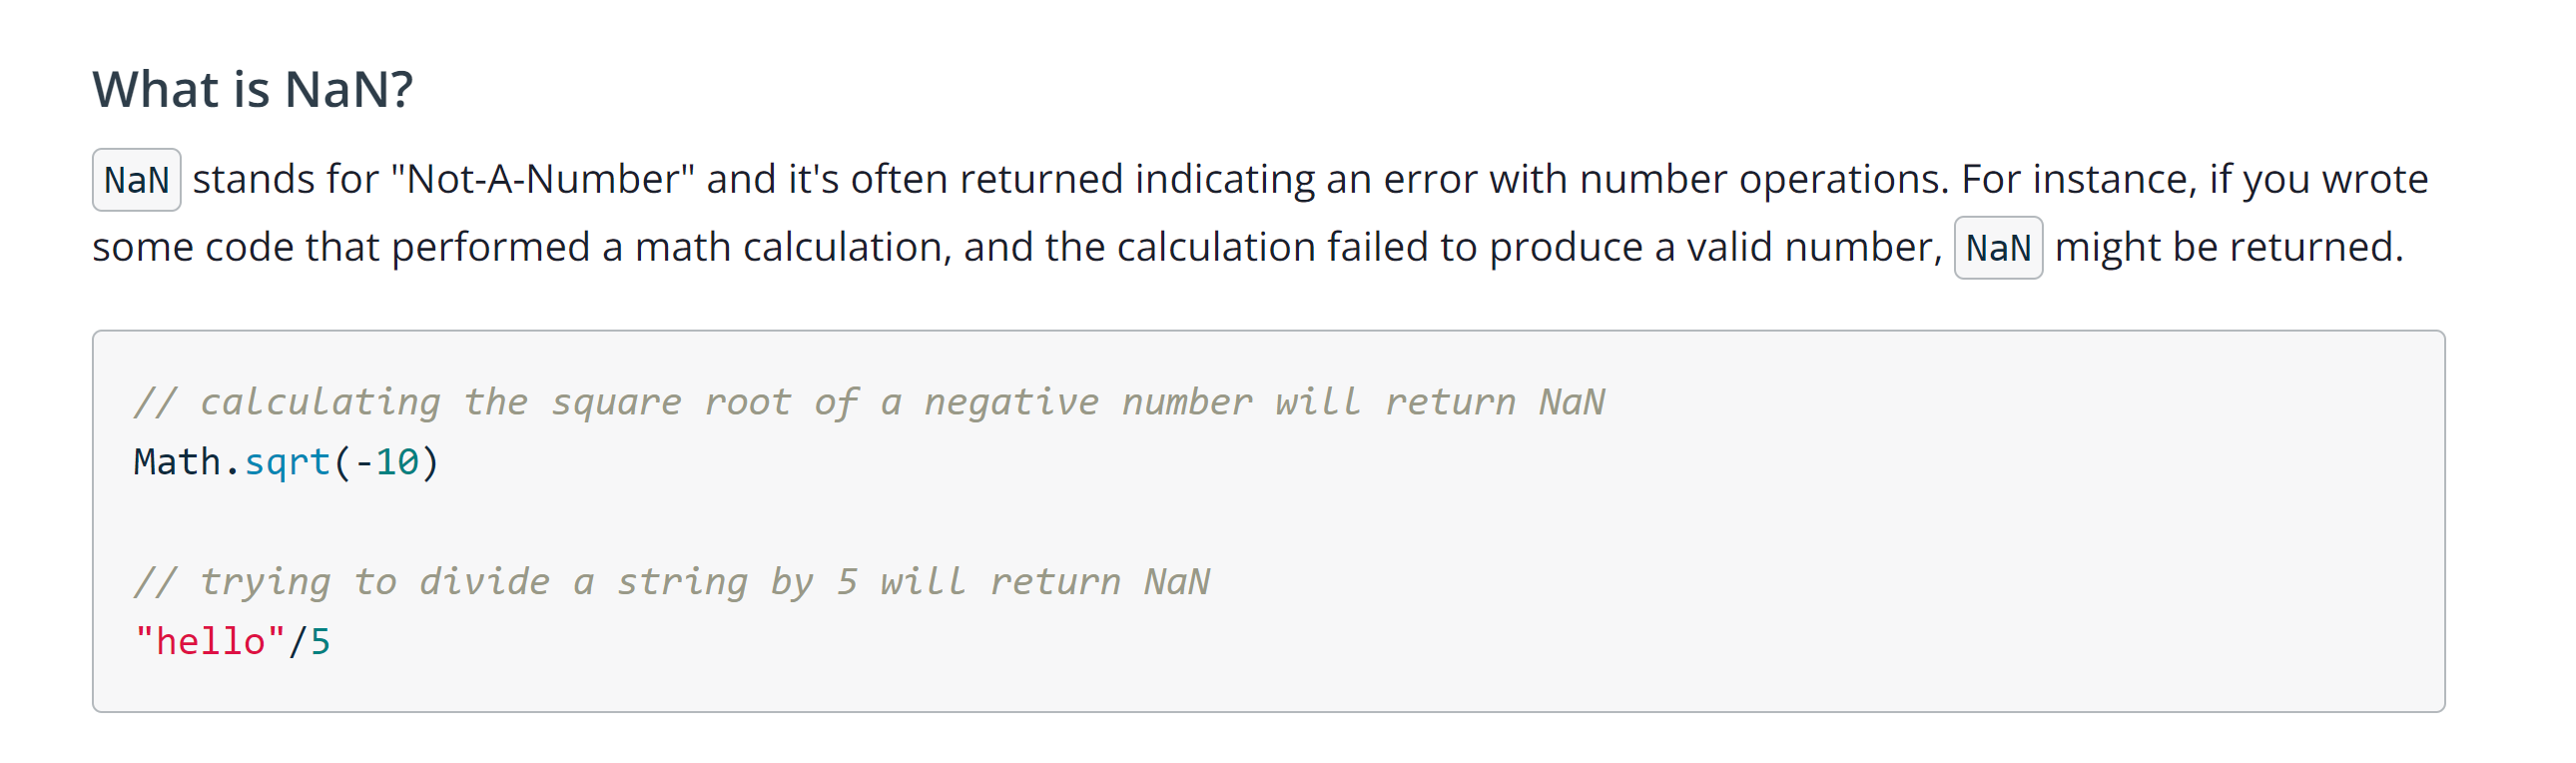 What is NaN?
NaN stands for "Not-A-Number" and it's often returned indicating an error with number operations. For instance, if you wrote
some code that performed a math calculation, and the calculation failed to produce a valid number, NaN might be returned.
// calculating the square root of a negative number will return NaN
Math.sqrt(-10)
// trying to divide a string by 5 will return NaN
"hello"/5